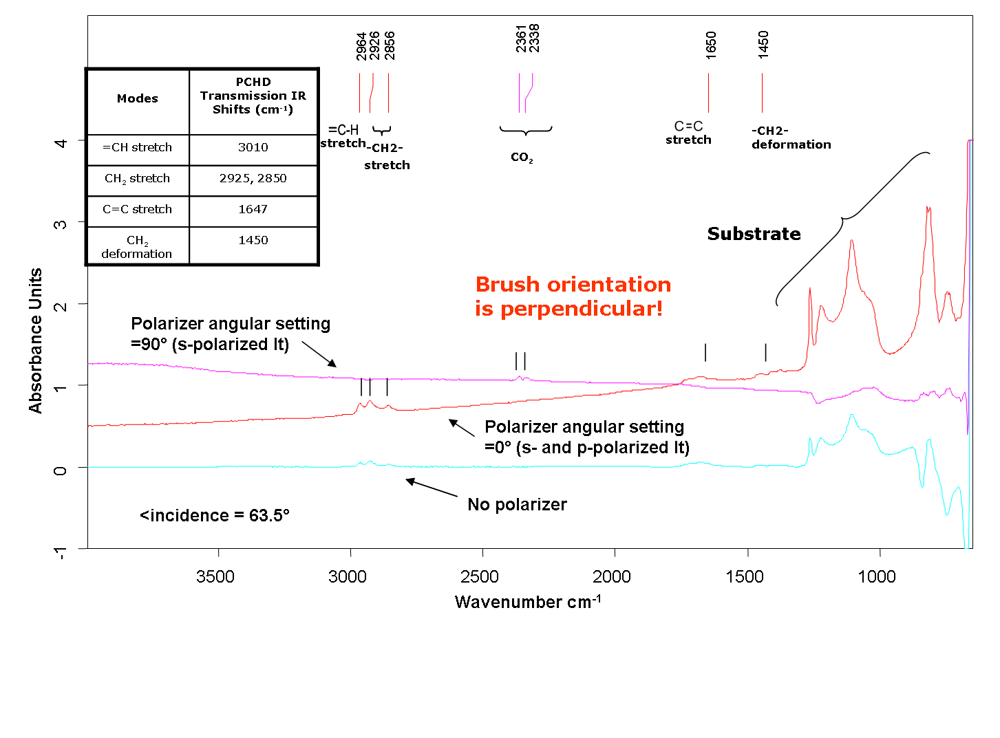 2964
2926
2856
2361
2338
1650
1450
Modes
PCHD
Transmission IR
Shifts (cm-1)
=CH stretch
3010
CH2 stretch
2925, 2850
C=C stretch
1647
CH2
deformation
1450
=C-H
stretch
-CH2-
stretch
CO2
C=C
stretch
-CH2-
deformation
Substrate
Brush orientation
is perpendicular!
Polarizer angular setting
=90° (s-polarized lt)
Polarizer angular setting
=0° (s- and p-polarized lt)
No polarizer
<incidence = 63.5°
Absorbance Units
4
3
2
1
0
-1
3500
3000
2500
2000
1500
1000
Wavenumber cm-1